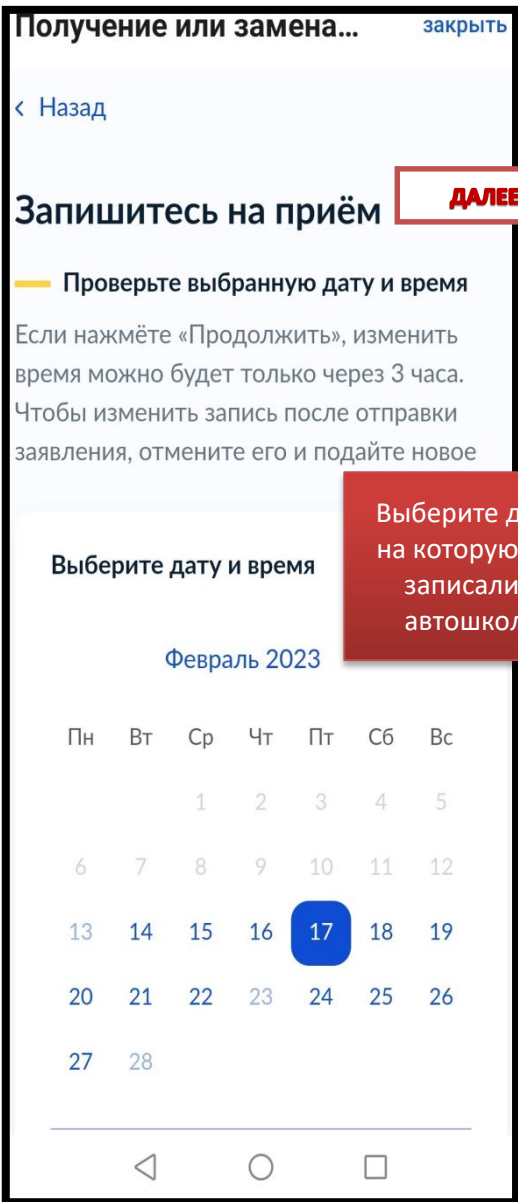 Получение или замена... закрыть
< Назад
Запишитесь на приём
ДАЛЕЕ
Проверьте выбранную дату и время
Если нажмёте «Продолжить», изменить
время можно будет только через 3 часа.
Чтобы изменить запись после отправки
заявления, отмените его и подайте новое
Выберите
на которую
записали
Выберите дату и время
Февраль 2023
Пн Вт Ср Чт Пт Сб Вс
1 2 3 4 5
6 7 8 9 10 11 12
13 14 15 16 17 18 19
20 21 22 23 24 25 26
27 28